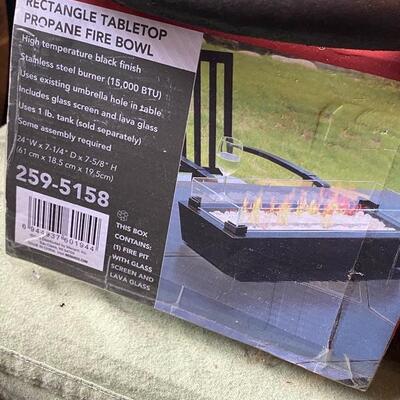 RECTANGLE TABLETOP
PROPANE FIRE BOWL
High temperature black finish
Stainless steel burner (15,000 BTU)
Uses existing umbrella hole in table
Includes glass screen and lava glass
Uses 1 lb. tank (sold separately)
Some assembly required
24"W x 7-1/4" D x 7-5/8" H
(61 cm x 18.5 cm x 19.5cm)
259-5158
THIS BOX
CONTAINS:
(1) FIRE PIT
WITH GLASS
SCREEN AND
LAVA GLASS
6 944937 601944